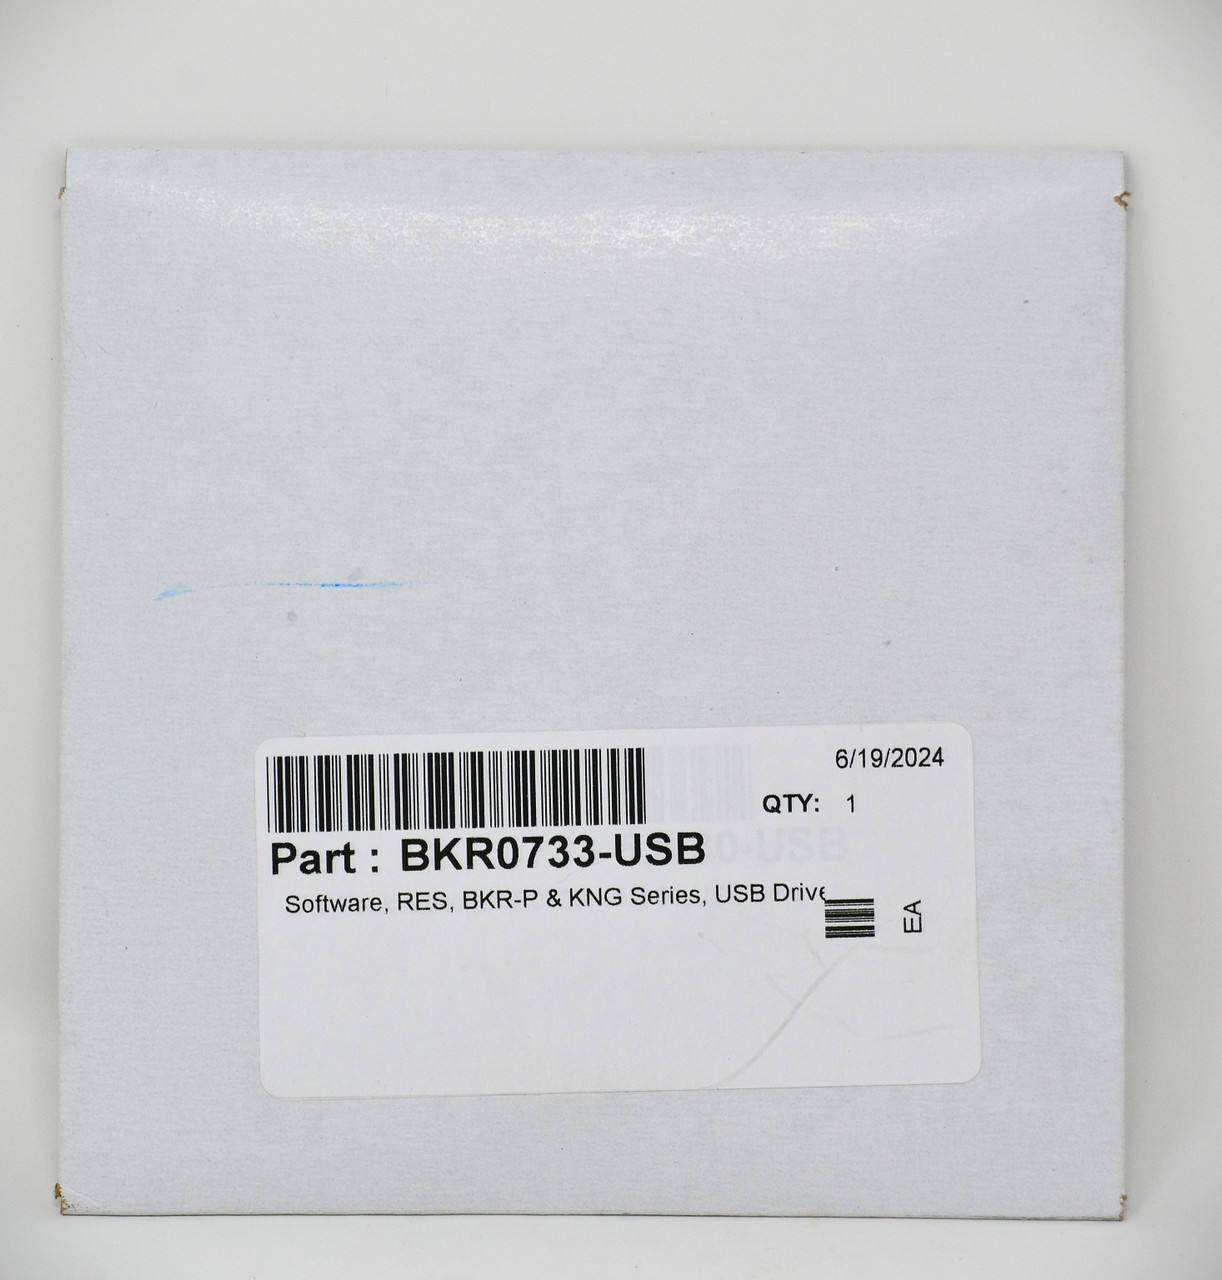 6/19/2024
QTY: 1
Part : BKR0733-USB
Software, RES, BKR-P & KNG Series, USB Drive
EA